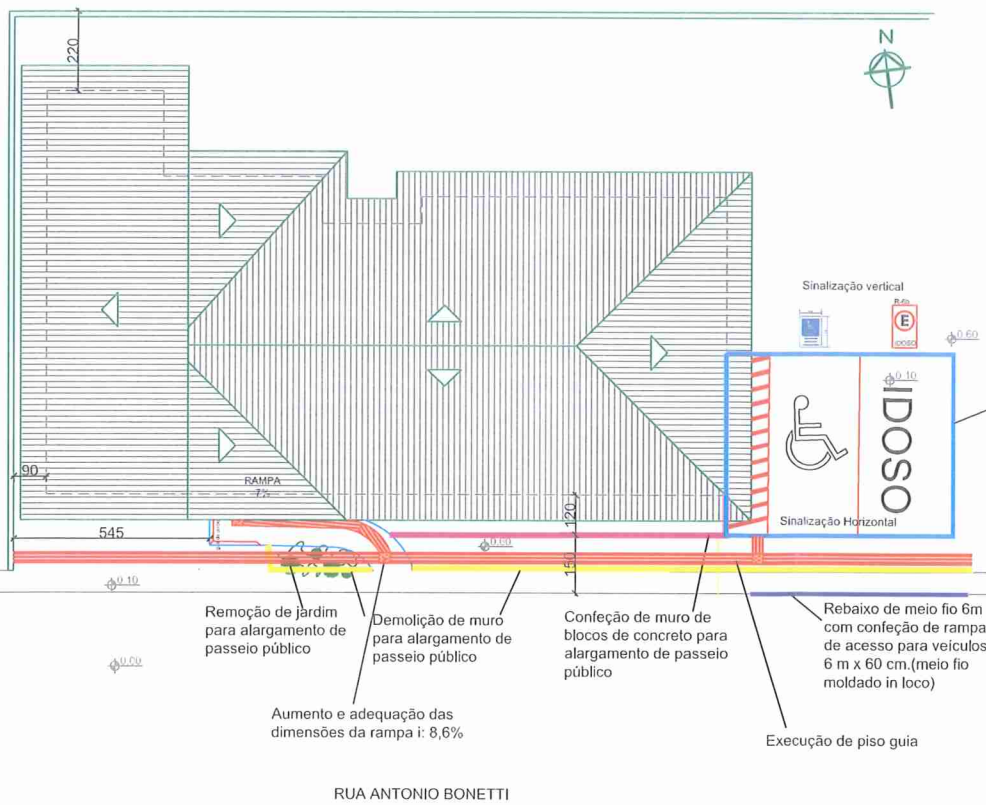 220
N
Sinalização vertical
R-6b
E
IDOSO
0.60
0.10
IDOSO
90
RAMPA
7%
120
Sinalização Horizontal
545
0.60
150
0.10
Remoção de jardim
para alargamento de
passeio público
Demolição de muro
para alargamento de
passeio público
Confeção de muro de
blocos de concreto para
alargamento de passeio
público
Rebaixo de meio fio 6m
com confeção de rampa
de acesso para veículos
6 m x 60 cm.(meio fio
moldado in loco)
0.00
Aumento e adequação das
dimensões da rampa i: 8,6%
Execução de piso guia
RUA ANTONIO BONETTI